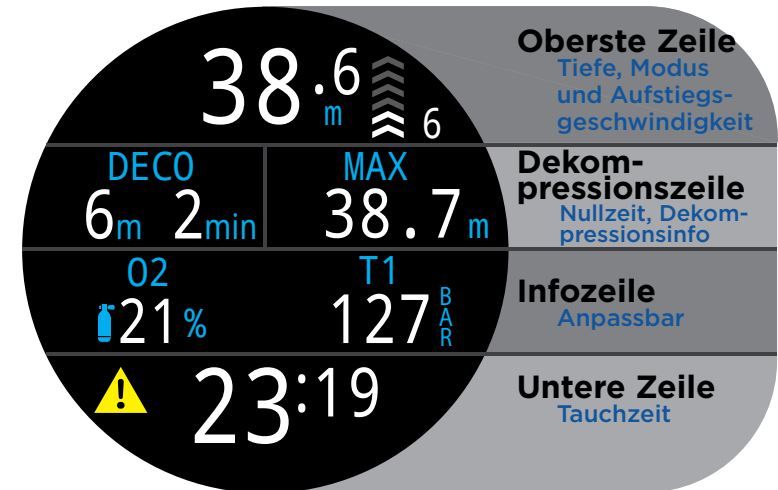 38.6 m 6
Oberste Zeile
Tiefe, Modus
und Aufstiegs-
geschwindigkeit
DECO MAX
6m 2min 38.7m
Dekom-
pressionszeile
Nullzeit, Dekom-
pressionsinfo
O2 T1
21% 127 BAR
Infozeile
Anpassbar
23:19
Untere Zeile
Tauchzeit